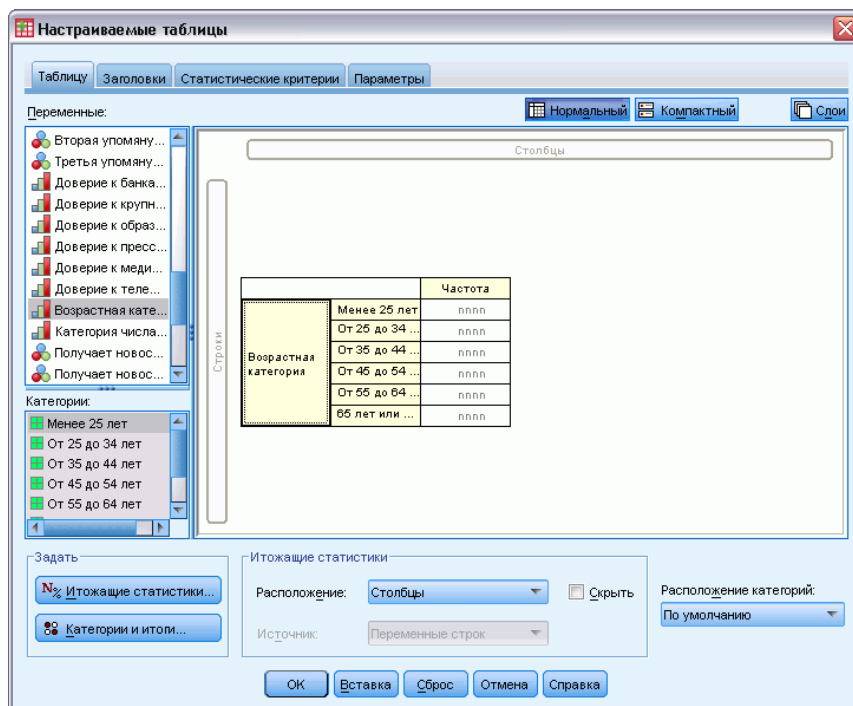 Настраиваемые таблицы
Таблицу Заголовки Статистические критерии Параметры
Переменные:
Нормальный Компактный Слои
Вторая упомяну...
Третья упомяну...
Доверие к банка...
Доверие к крупн...
Доверие к образ...
Доверие к пресс...
Доверие к меди...
Доверие к теле...
Возрастная кате...
Категория числа...
Получает новос...
Получает новос...
Категории:
Менее 25 лет
От 25 до 34 лет
От 35 до 44 лет
От 45 до 54 лет
От 55 до 64 лет
Столбцы
Строки
Частота
Возрастная
категория
Менее 25 лет nnnn
От 25 до 34 ... nnnn
От 35 до 44 ... nnnn
От 45 до 54 ... nnnn
От 55 до 64 ... nnnn
65 лет или ... nnnn
Задать
N% Итожащие статистики...
Категории и итоги...
Итожащие статистики
Расположение: Столбцы Скрыть
Источник: Переменные строк
Расположение категорий:
По умолчанию
OK Вставка Сброс Отмена Справка